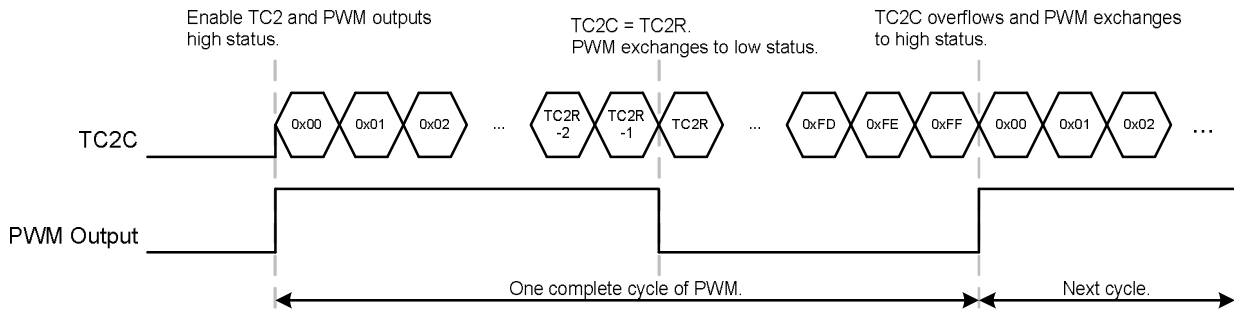 Enable TC2 and PWM outputs
high status.
TC2C = TC2R.
PWM exchanges to low status.
TC2C overflows and PWM exchanges
to high status.
TC2C
0x00
0x01
0x02
...
TC2R
-2
TC2R
-1
TC2R
...
0xFD
0xFE
0xFF
0x00
0x01
0x02
...
PWM Output
One complete cycle of PWM.
Next cycle.